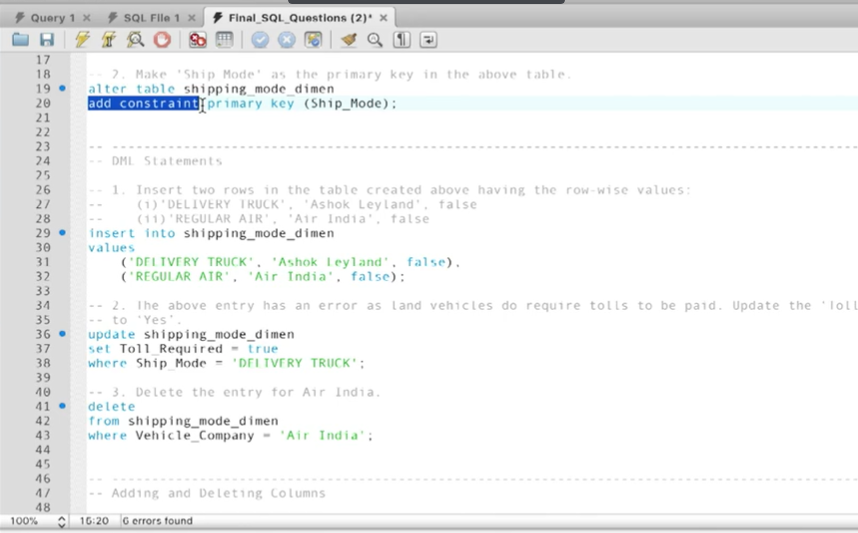 Query 1
SQL File 1
Final_SQL_Questions (2)*
17
18 -- 2. Make 'Ship Mode' as the primary key in the above table.
19 alter table shipping_mode_dimen
20 add constraint primary key (Ship_Mode);
21
22
23 --
24 -- DML Statements
25
26 -- 1. Insert two rows in the table created above having the row-wise values:
27 -- (i)'DELIVERY TRUCK', 'Ashok Leyland', false
28 -- (ii)'REGULAR AIR', 'Air India', false
29 insert into shipping_mode_dimen
30 values
31 ('DELIVERY TRUCK', 'Ashok Leyland', false),
32 ('REGULAR AIR', 'Air India', false);
33
34 -- 2. The above entry has an error as land vehicles do require tolls to be paid. Update the 'Toll
35 -- to 'Yes'.
36 update shipping_mode_dimen
37 set Toll_Required = true
38 where Ship_Mode = 'DELIVERY TRUCK';
39
40 -- 3. Delete the entry for Air India.
41 delete
42 from shipping_mode_dimen
43 where Vehicle_Company = 'Air India';
44
45
46 --
47 -- Adding and Deleting Columns
48
100% 16:20 6 errors found